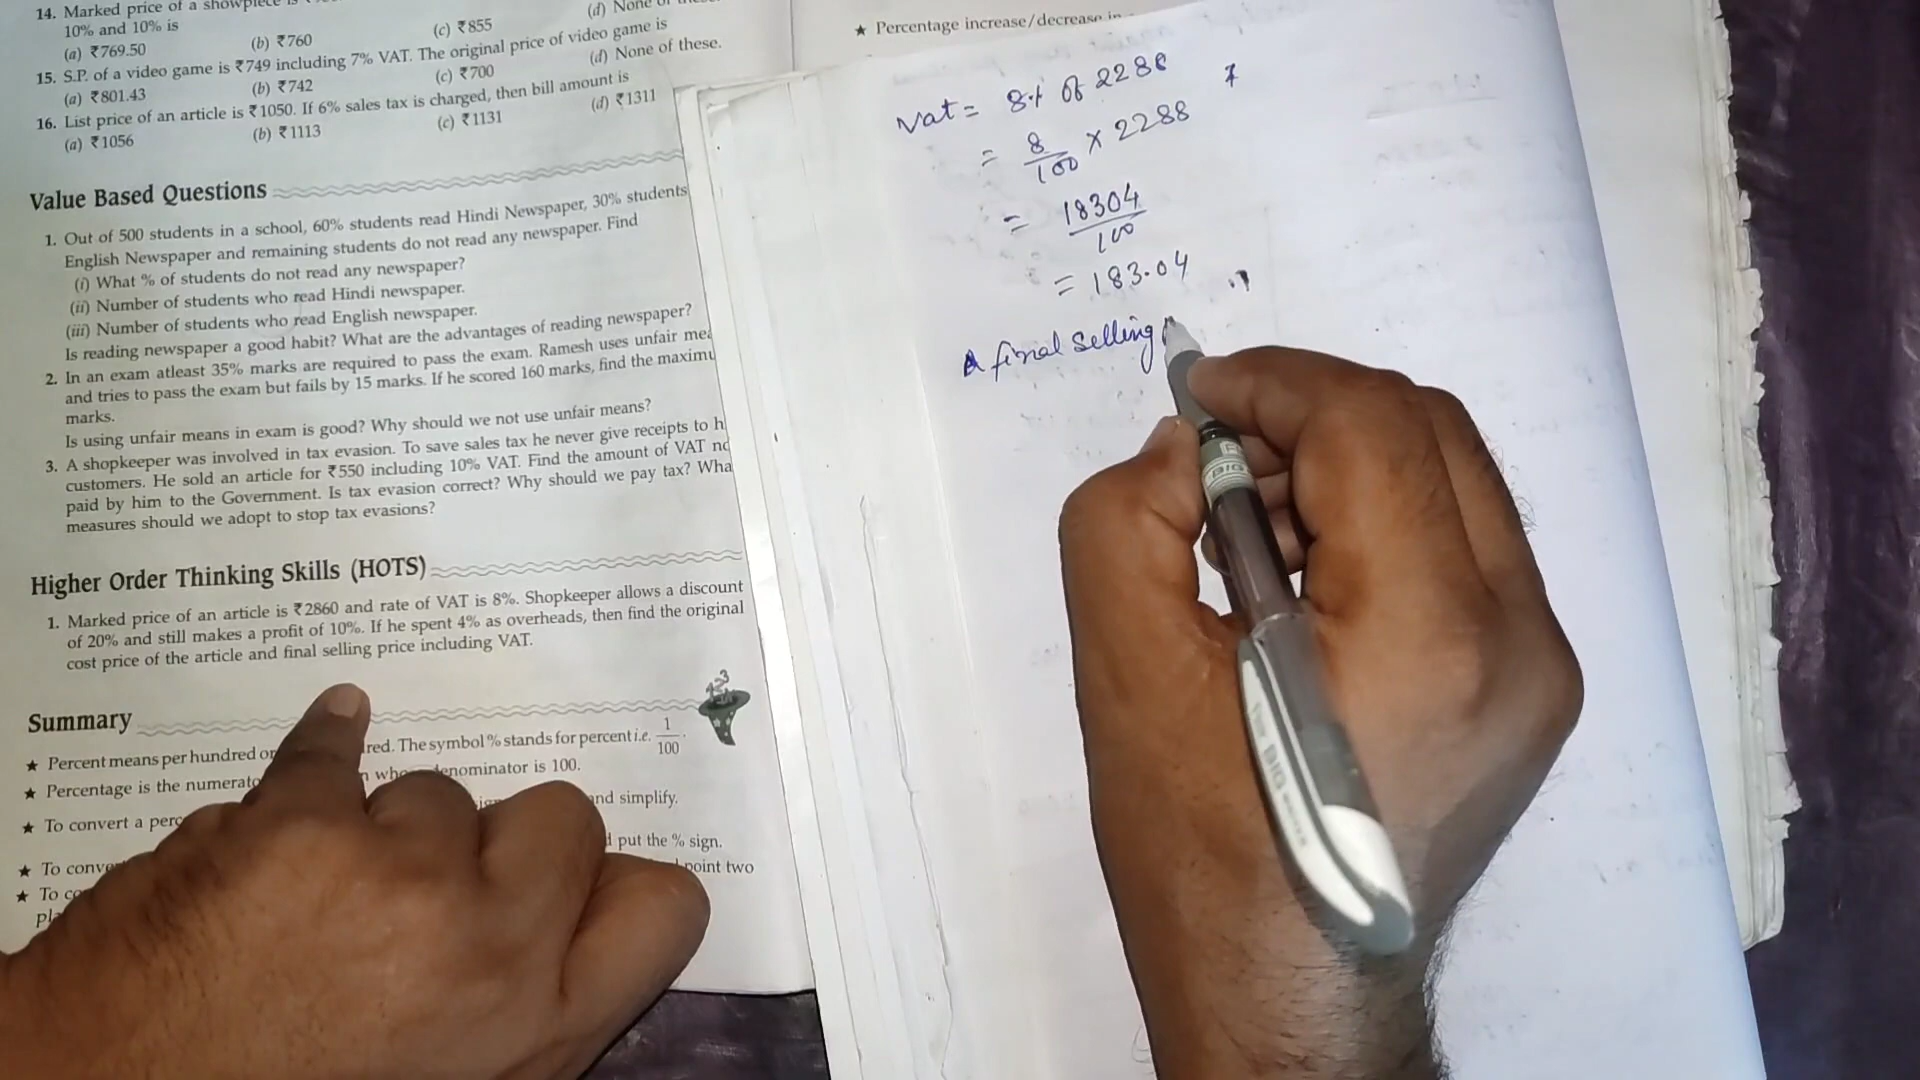 14. Marked price of a showpiece is
10% and 10% is
(a) ₹769.50 (b) ₹760 (c) ₹855 (d) None of
15. S.P. of a video game is ₹749 including 7% VAT. The original price of video game is
(a) ₹801.43 (b) ₹742 (c) ₹700 (d) None of these.
16. List price of an article is ₹1050. If 6% sales tax is charged, then bill amount is
(a) ₹1056 (b) ₹1113 (c) ₹1131 (d) ₹1311
Value Based Questions
1. Out of 500 students in a school, 60% students read Hindi Newspaper, 30% students
English Newspaper and remaining students do not read any newspaper. Find
(i) What % of students do not read any newspaper?
(ii) Number of students who read Hindi newspaper.
(iii) Number of students who read English newspaper.
Is reading newspaper a good habit? What are the advantages of reading newspaper?
2. In an exam atleast 35% marks are required to pass the exam. Ramesh uses unfair
and tries to pass the exam but fails by 15 marks. If he scored 160 marks, find the
marks.
Is using unfair means in exam is good? Why should we not use unfair means?
3. A shopkeeper was involved in tax evasion. To save sales tax he never give receipts to
customers. He sold an article for ₹550 including 10% VAT. Find the amount of VAT
paid by him to the Government. Is tax evasion correct? Why should we pay tax?
measures should we adopt to stop tax evasions?
Higher Order Thinking Skills (HOTS)
1. Marked price of an article is ₹2860 and rate of VAT is 8%. Shopkeeper allows a discount
of 20% and still makes a profit of 10%. If he spent 4% as overheads, then find the original
cost price of the article and final selling price including VAT.
Summary
★ Percent means per hundred or red. The symbol % stands for percent i.e. 1/100.
★ Percentage is the denominator is 100.
★ To convert a and simplify.
put the % sign.
★ To point two
★ To
★ Percentage increase/decrease in
Vat = 8% of 2288
= 8/100 × 2288
= 18304/100
= 183.04
final selling